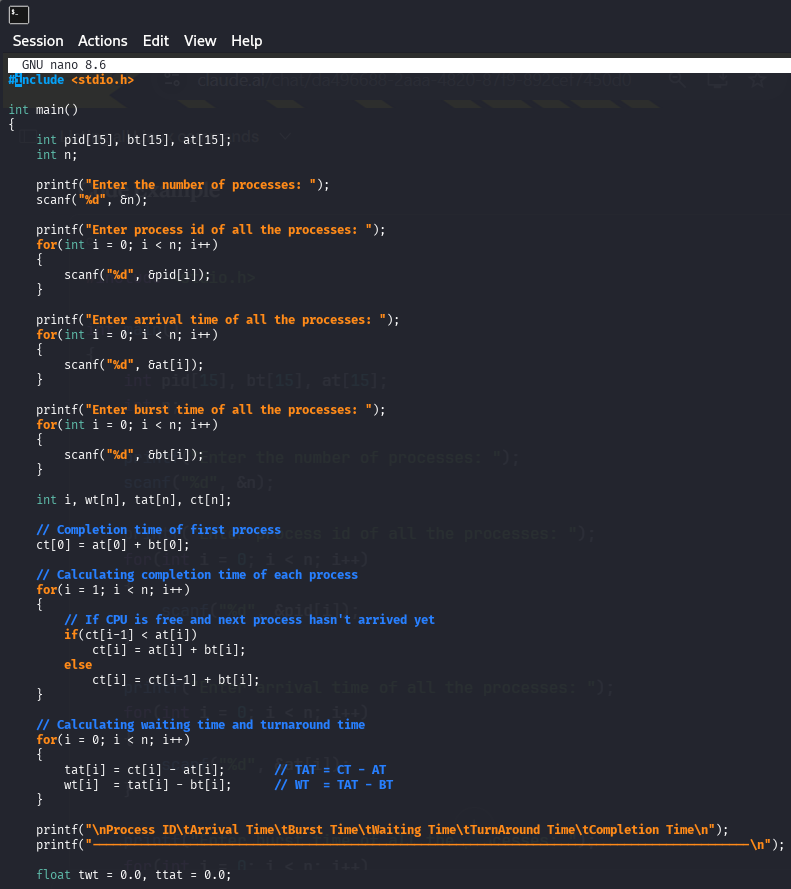 Session Actions Edit View Help
GNU nano 8.6
#include <stdio.h>
int main()
{
    int pid[15], bt[15], at[15];
    int n;
    printf("Enter the number of processes: ");
    scanf("%d", &n);
    printf("Enter process id of all the processes: ");
    for(int i = 0; i < n; i++)
    {
        scanf("%d", &pid[i]);
    }
    printf("Enter arrival time of all the processes: ");
    for(int i = 0; i < n; i++)
    {
        scanf("%d", &at[i]);
    }
    printf("Enter burst time of all the processes: ");
    for(int i = 0; i < n; i++)
    {
        scanf("%d", &bt[i]);
    }
    int i, wt[n], tat[n], ct[n];
    // Completion time of first process
    ct[0] = at[0] + bt[0];
    // Calculating completion time of each process
    for(i = 1; i < n; i++)
    {
        // If CPU is free and next process hasn't arrived yet
        if(ct[i-1] < at[i])
            ct[i] = at[i] + bt[i];
        else
            ct[i] = ct[i-1] + bt[i];
    }
    // Calculating waiting time and turnaround time
    for(i = 0; i < n; i++)
    {
        tat[i] = ct[i] - at[i];       // TAT = CT - AT
        wt[i]  = tat[i] - bt[i];      // WT  = TAT - BT
    }
    printf("\nProcess ID\tArrival Time\tBurst Time\tWaiting Time\tTurnAround Time\tCompletion Time\n");
    printf("----------------------------------------------------------------------------------------------\n");
    float twt = 0.0, ttat = 0.0;